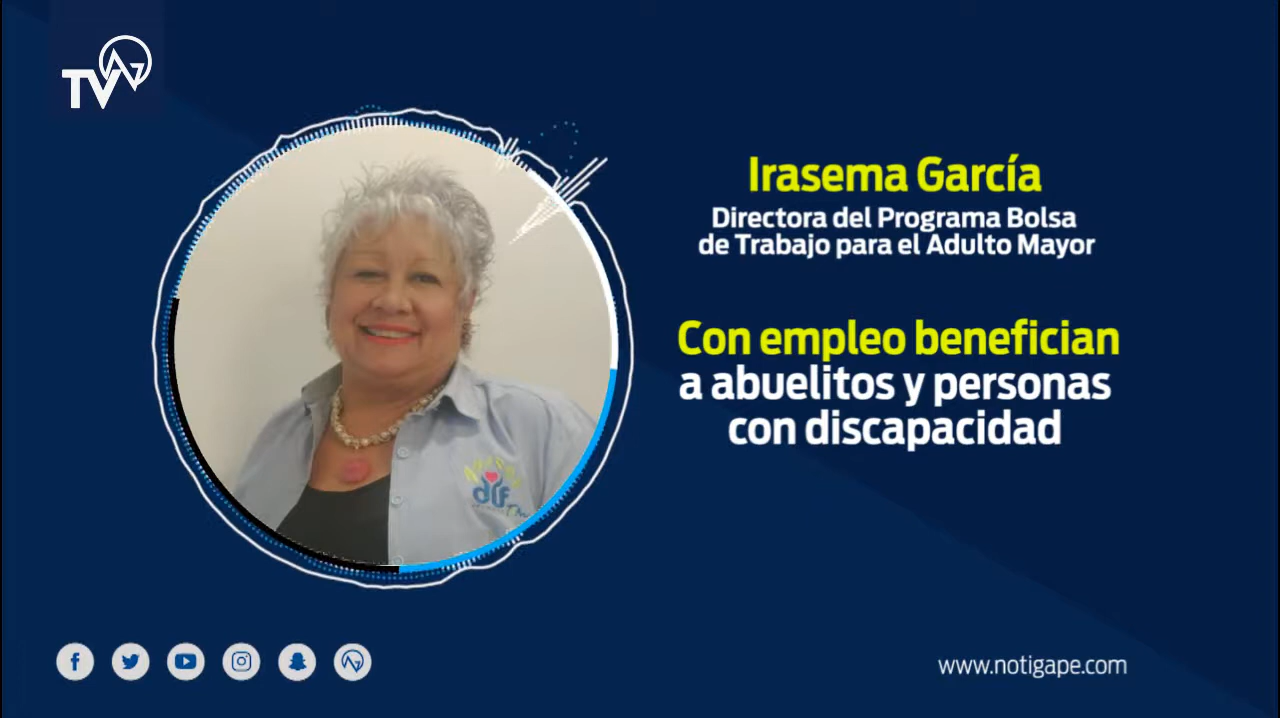 TV
Irasema García
Directora del Programa Bolsa
de Trabajo para el Adulto Mayor
Con empleo benefician
a abuelitos y personas
con discapacidad
dif
www.notigape.com